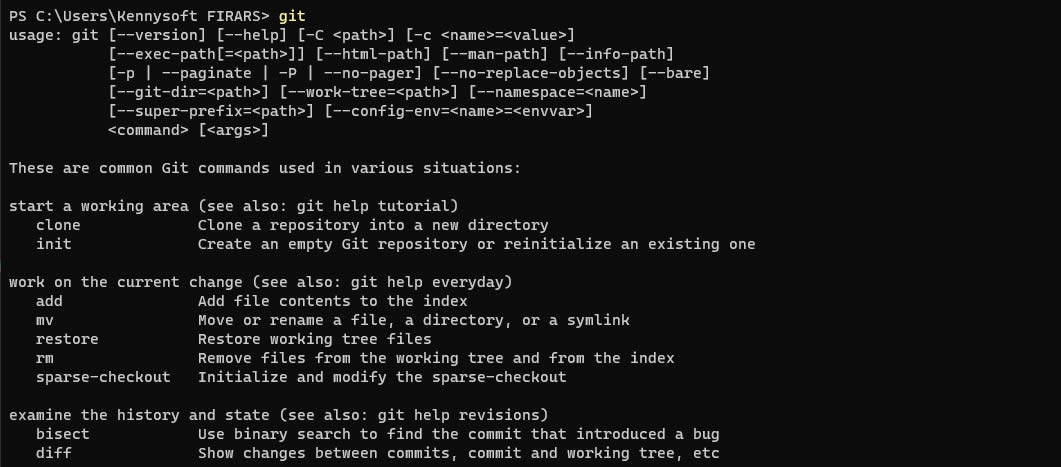 PS C:\Users\Kennysoft FIRARS> git
usage: git [--version] [--help] [-C <path>] [-c <name>=<value>]
           [--exec-path[=<path>]] [--html-path] [--man-path] [--info-path]
           [-p | --paginate | -P | --no-pager] [--no-replace-objects] [--bare]
           [--git-dir=<path>] [--work-tree=<path>] [--namespace=<name>]
           [--super-prefix=<path>] [--config-env=<name>=<envvar>]
           <command> [<args>]

These are common Git commands used in various situations:

start a working area (see also: git help tutorial)
   clone             Clone a repository into a new directory
   init              Create an empty Git repository or reinitialize an existing one

work on the current change (see also: git help everyday)
   add               Add file contents to the index
   mv                Move or rename a file, a directory, or a symlink
   restore           Restore working tree files
   rm                Remove files from the working tree and from the index
   sparse-checkout   Initialize and modify the sparse-checkout

examine the history and state (see also: git help revisions)
   bisect            Use binary search to find the commit that introduced a bug
   diff              Show changes between commits, commit and working tree, etc